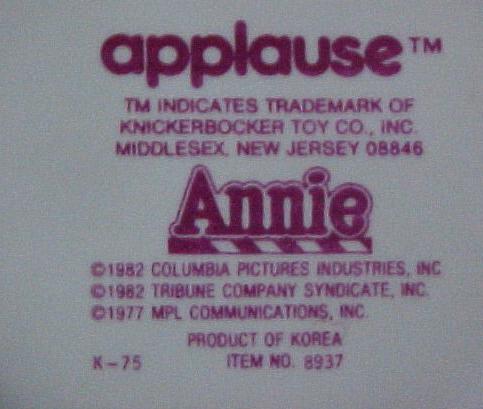 applause™
TM INDICATES TRADEMARK OF
KNICKERBOCKER TOY CO., INC.
MIDDLESEX, NEW JERSEY 08846
Annie
©1982 COLUMBIA PICTURES INDUSTRIES, INC
©1982 TRIBUNE COMPANY SYNDICATE, INC.
©1977 MPL COMMUNICATIONS, INC.
PRODUCT OF KOREA
K-75 ITEM NO. 8937